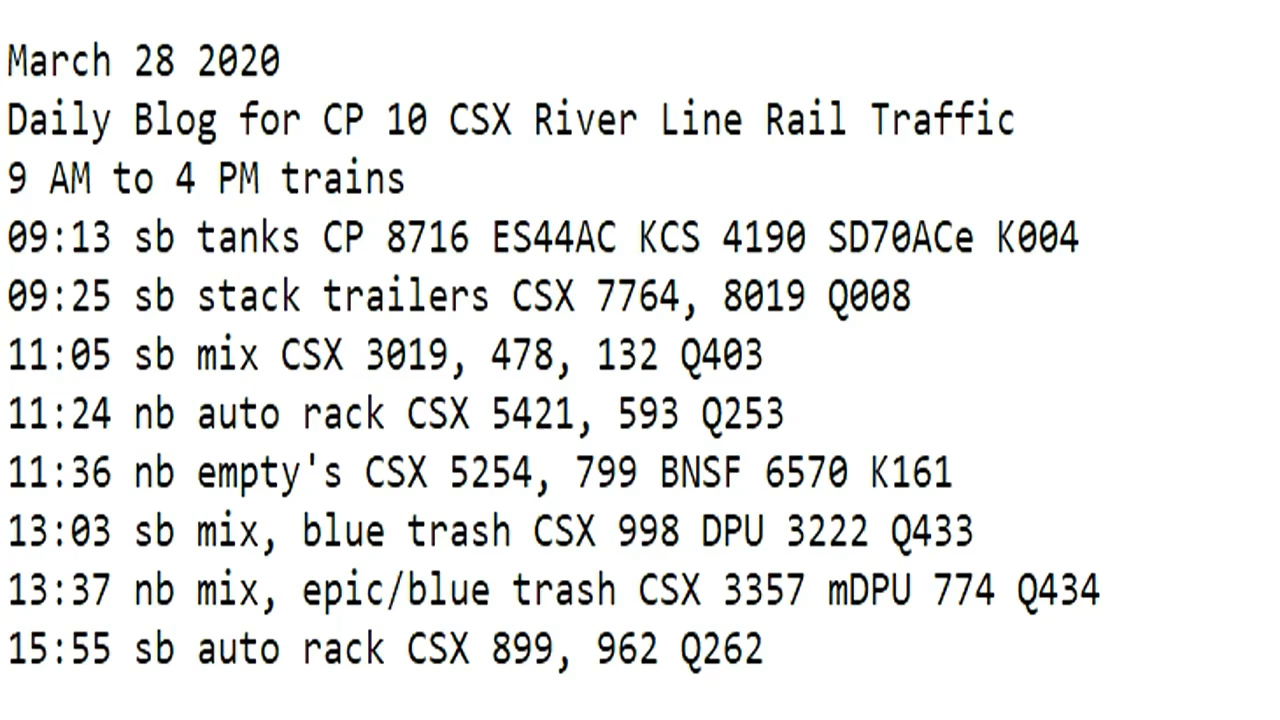 March 28 2020
Daily Blog for CP 10 CSX River Line Rail Traffic
9 AM to 4 PM trains
09:13 sb tanks CP 8716 ES44AC KCS 4190 SD70ACe K004
09:25 sb stack trailers CSX 7764, 8019 Q008
11:05 sb mix CSX 3019, 478, 132 Q403
11:24 nb auto rack CSX 5421, 593 Q253
11:36 nb empty's CSX 5254, 799 BNSF 6570 K161
13:03 sb mix, blue trash CSX 998 DPU 3222 Q433
13:37 nb mix, epic/blue trash CSX 3357 mDPU 774 Q434
15:55 sb auto rack CSX 899, 962 Q262